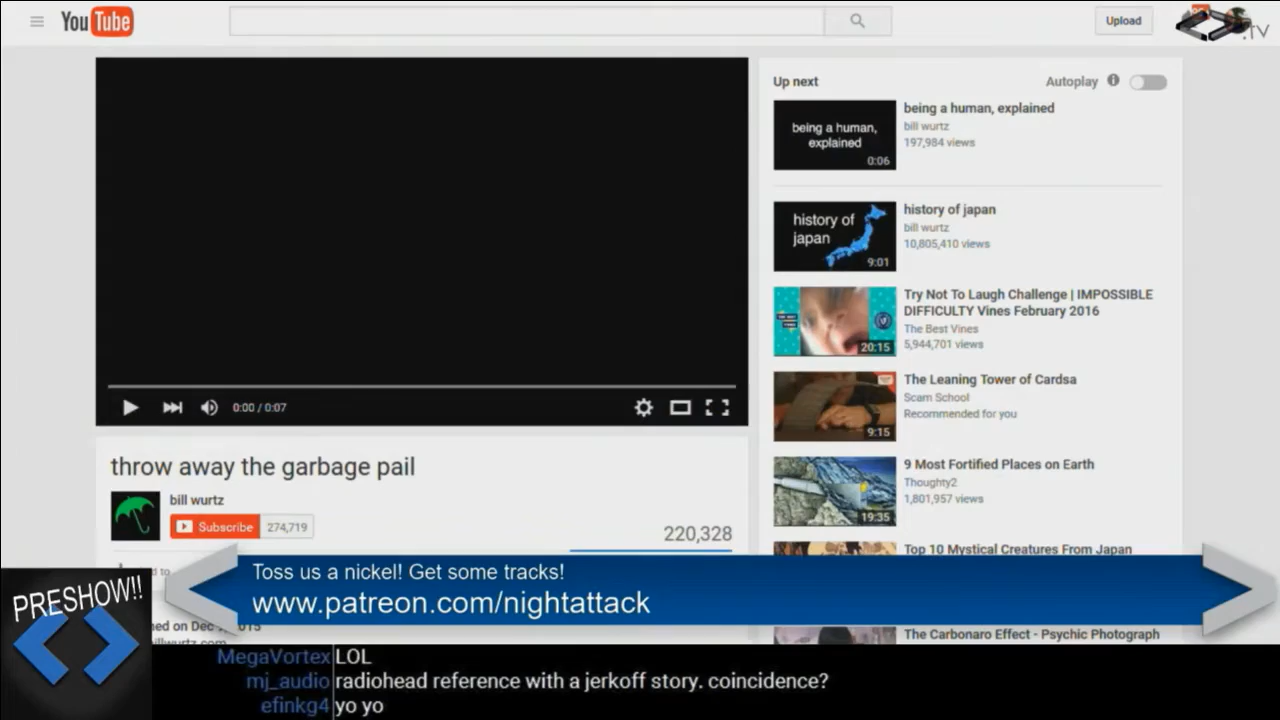 YouTube
Upload
.TV
Up next
Autoplay
being a human, explained
0:06
being a human, explained
bill wurtz
197,984 views
history of japan
9:01
history of japan
bill wurtz
10,805,410 views
20:15
Try Not To Laugh Challenge | IMPOSSIBLE
DIFFICULTY Vines February 2016
The Best Vines
5,944,701 views
9:15
The Leaning Tower of Cardsa
Scam School
Recommended for you
19:35
9 Most Fortified Places on Earth
Thoughty2
1,801,957 views
Top 10 Mystical Creatures From Japan
The Carbonaro Effect - Psychic Photograph
0:00 / 0:07
throw away the garbage pail
bill wurtz
Subscribe 274,719
220,328
PRESHOW!!
Toss us a nickel! Get some tracks!
www.patreon.com/nightattack
MegaVortex LOL
mj_audio radiohead reference with a jerkoff story. coincidence?
efinkg4 yo yo